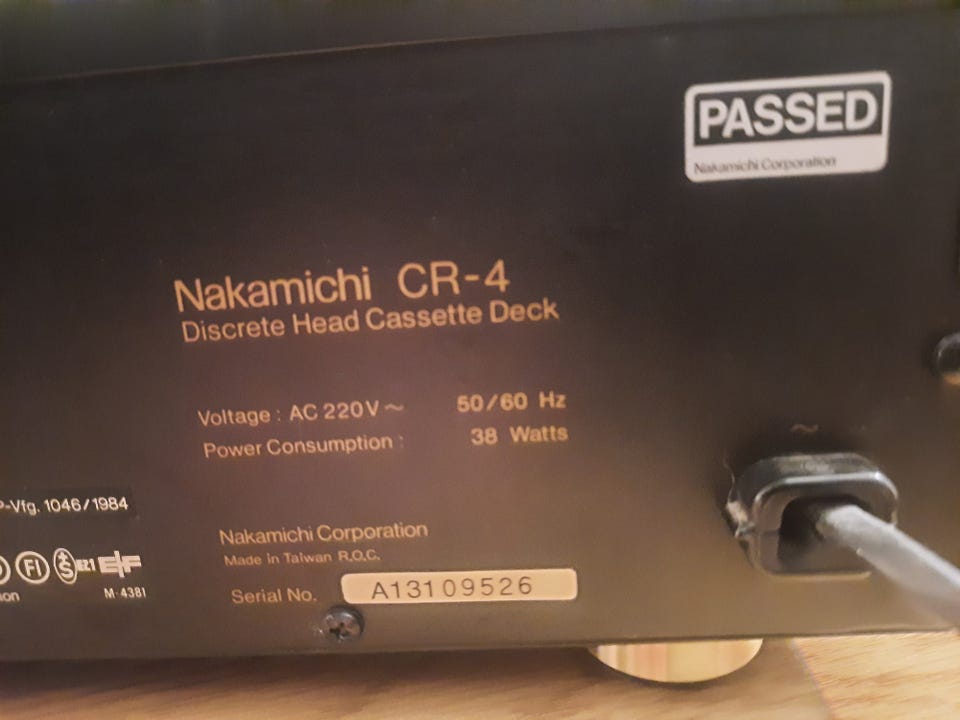 PASSED
Nakamichi Corporation
Nakamichi CR-4
Discrete Head Cassette Deck
Voltage : AC 220V ~ 50/60 Hz
Power Consumption : 38 Watts
P-Vfg. 1046/1984
Nakamichi Corporation
Made in Taiwan R.O.C.
FI +S
M-4381
Serial No. A13109526
~